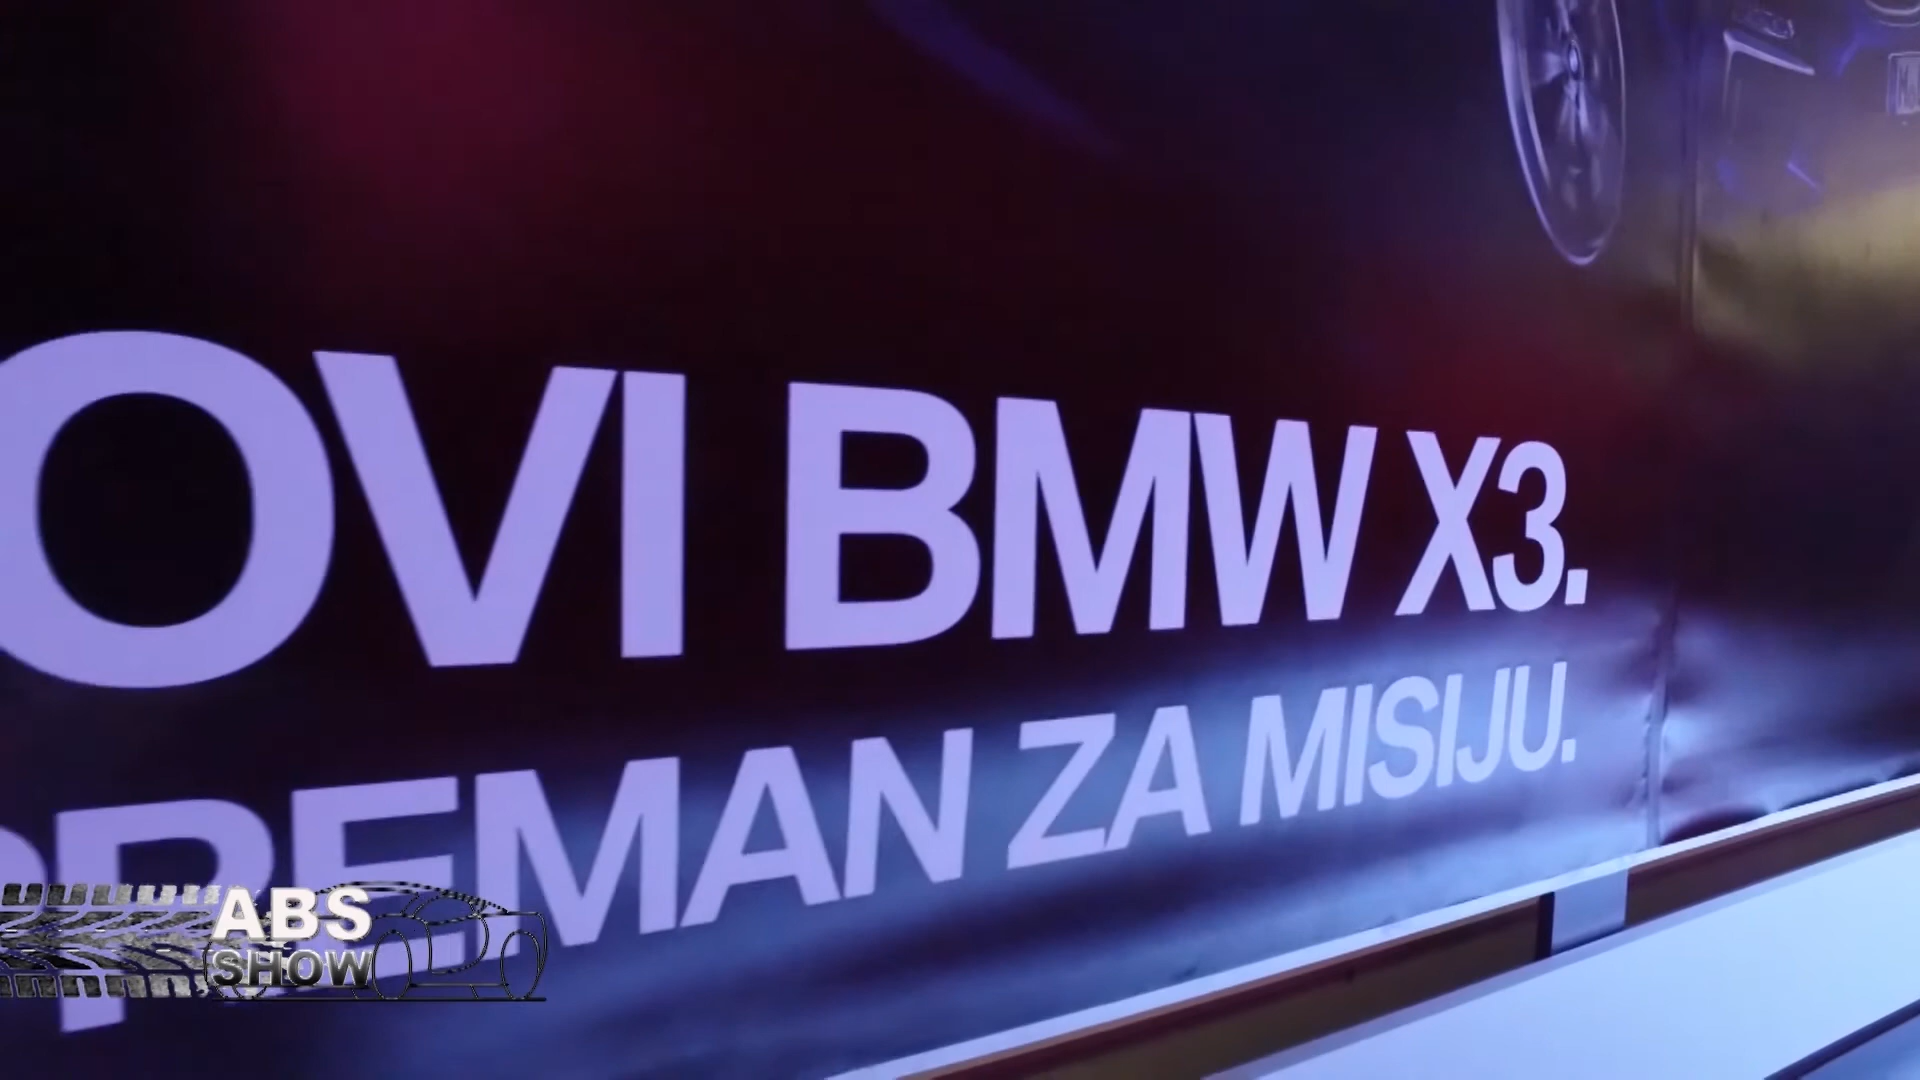 OVI BMW X3.
PREMAN ZA MISIJU.
ABS
SHOW